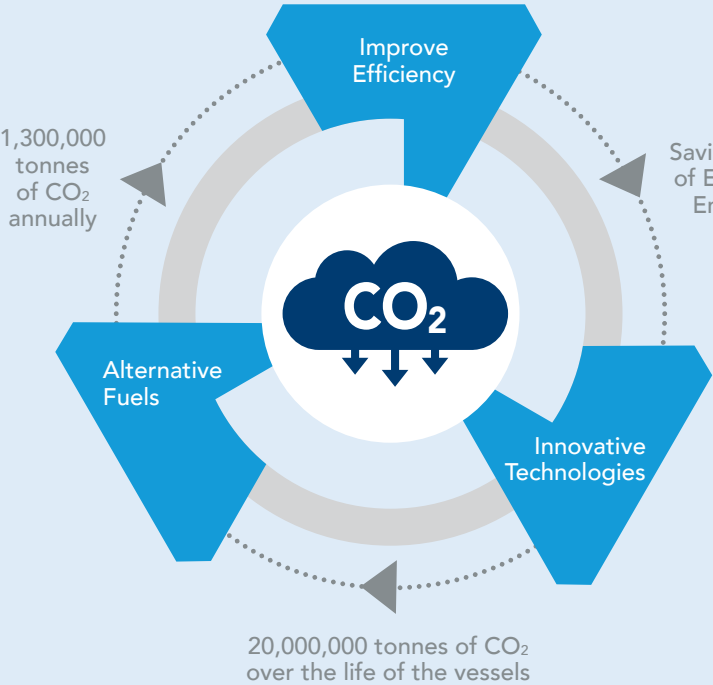 Improve
Efficiency
1,300,000
tonnes
of CO₂
annually
of
CO₂
Alternative
Fuels
Innovative
Technologies
20,000,000 tonnes of CO₂
over the life of the vessels